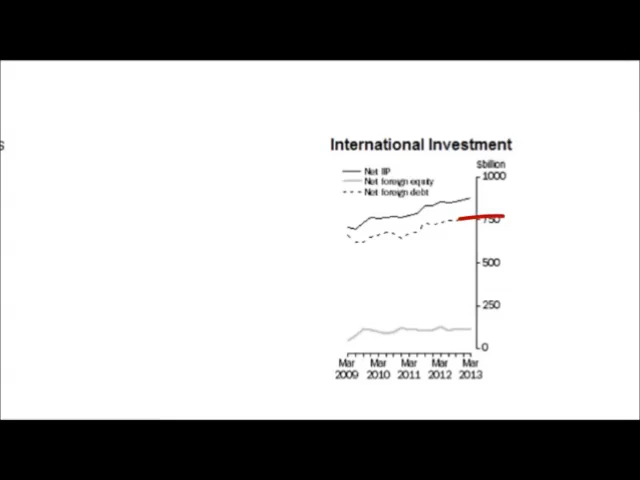 s
International Investment
$billion
Net IIP
Net foreign equity
Net foreign debt
1000
750
500
250
0
Mar Mar Mar Mar Mar
2009 2010 2011 2012 2013